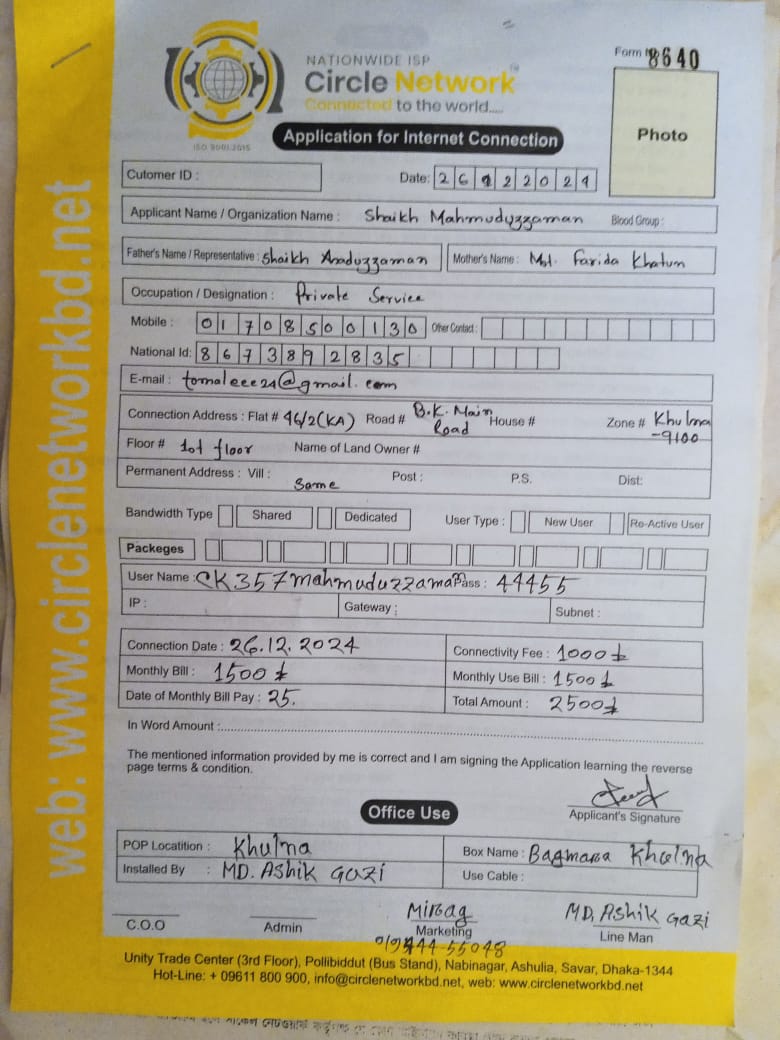 NATIONWIDE ISP
Circle Network
Connected to the world.....
ISO 9001:2015
Form No 8640
Photo
Application for Internet Connection
Cutomer ID :
Date: 26122024
Applicant Name / Organization Name : Shaikh Mahmuduzzaman Blood Group :
Father's Name / Representative : Shaikh Asaduzzaman Mother's Name : Mst. Farida Khatun
Occupation / Designation : Private Service
Mobile : 01708500130 Other Contact :
National Id: 8673892835
E-mail : tomaleee24@gmail.com
Connection Address : Flat # 46/2(KA) Road # B.K. Main Road House # Zone # Khulna -9100
Floor # 1st floor Name of Land Owner #
Permanent Address : Vill : Same Post : P.S. Dist:
Bandwidth Type Shared Dedicated User Type : New User Re-Active User
Packeges
User Name : CK357mahmuduzzaman Pass : 44455
IP : Gateway : Subnet :
Connection Date : 26.12.2024 Connectivity Fee : 1000৳
Monthly Bill : 1500৳ Monthly Use Bill : 1500৳
Date of Monthly Bill Pay : 25. Total Amount : 2500৳
In Word Amount :
The mentioned information provided by me is correct and I am signing the Application learning the reverse
page terms & condition.
Applicant's Signature
Office Use
POP Locatition : Khulna Box Name : Bagmara Khulna
Installed By : MD. Ashik Gazi Use Cable :
C.O.O Admin Marketing MD. Ashik Gazi
Line Man
Unity Trade Center (3rd Floor), Pollibiddut (Bus Stand), Nabinagar, Ashulia, Savar, Dhaka-1344
Hot-Line: + 09611 800 900, info@circlenetworkbd.net, web: www.circlenetworkbd.net
web: www.circlenetworkbd.net